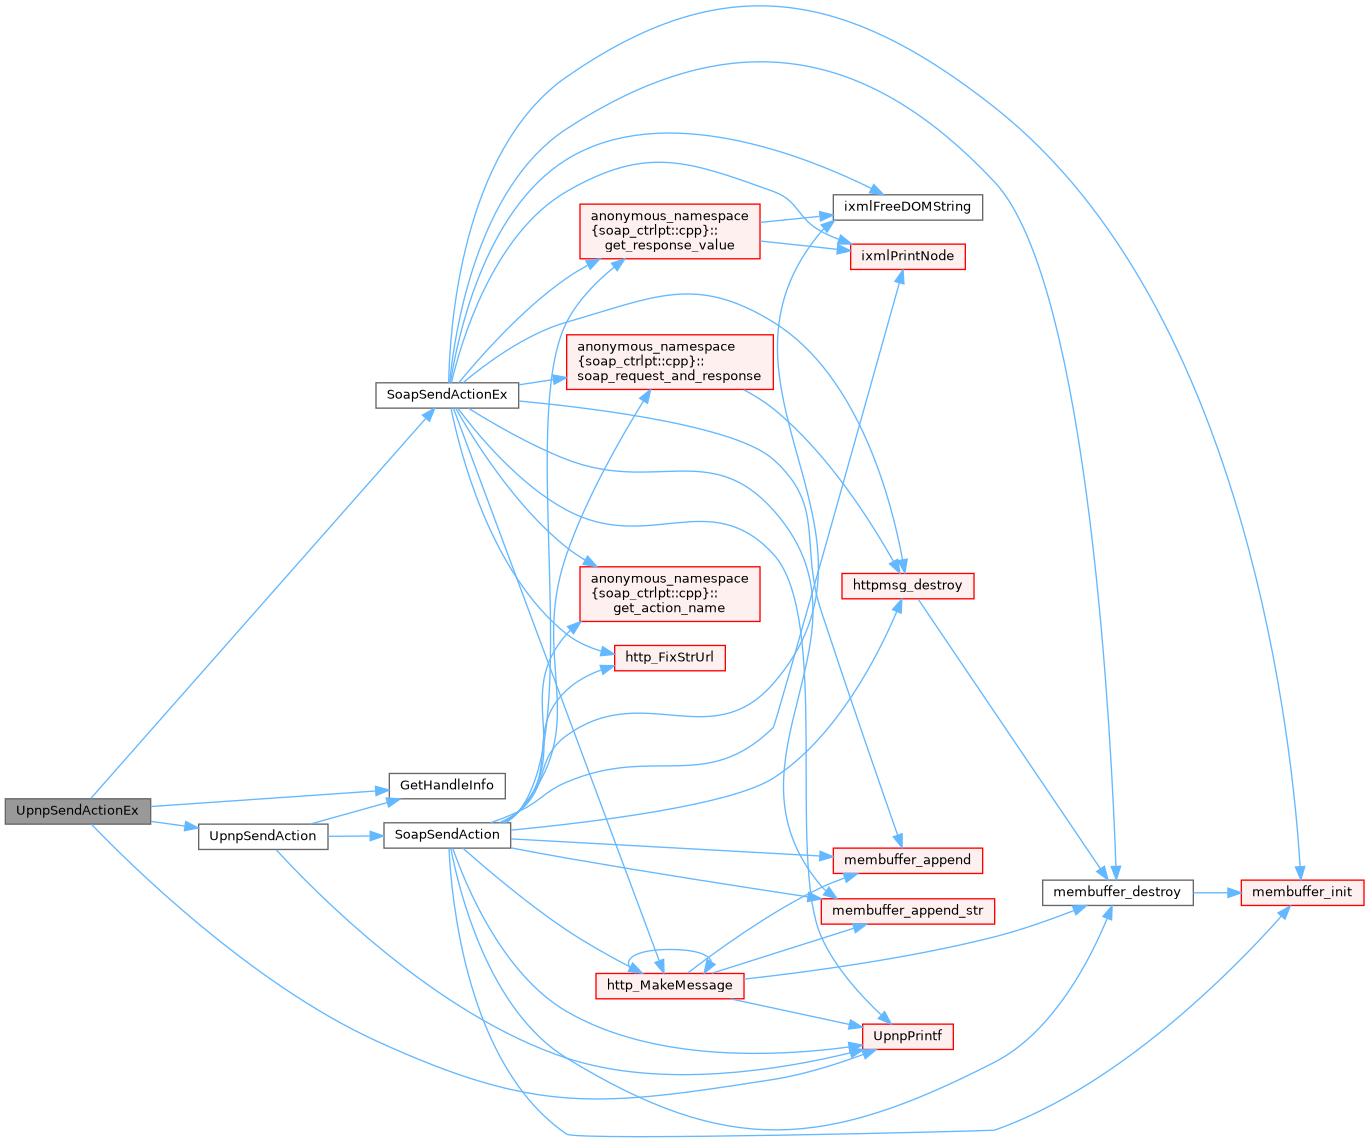 UpnpSendActionEx
SoapSendActionEx
GetHandleInfo
UpnpSendAction
SoapSendAction
anonymous_namespace
{soap_ctrlpt::cpp}::
get_response_value
anonymous_namespace
{soap_ctrlpt::cpp}::
soap_request_and_response
anonymous_namespace
{soap_ctrlpt::cpp}::
get_action_name
http_FixStrUrl
http_MakeMessage
ixmlFreeDOMString
ixmlPrintNode
httpmsg_destroy
membuffer_append
membuffer_append_str
UpnpPrintf
membuffer_destroy
membuffer_init